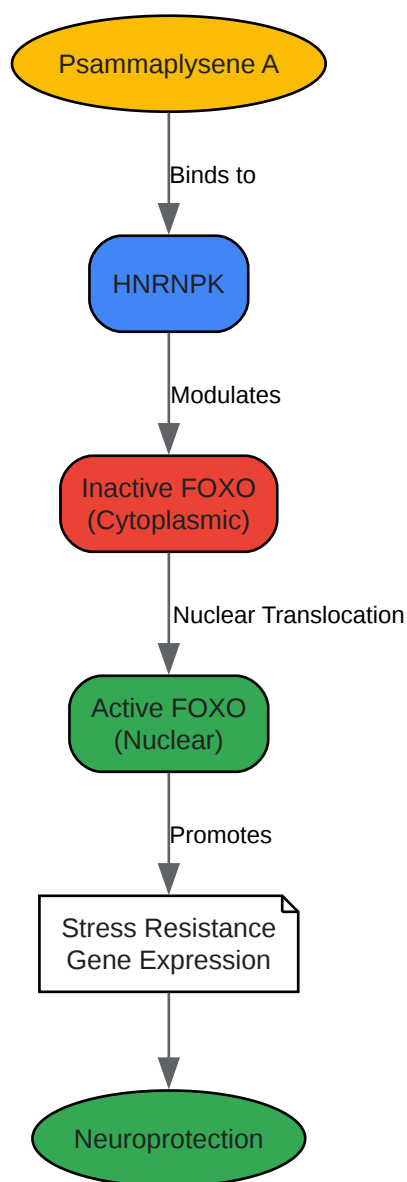 Psammaplysene A
Binds to
HNRNPK
Modulates
Inactive FOXO
(Cytoplasmic)
Nuclear Translocation
Active FOXO
(Nuclear)
Promotes
Stress Resistance
Gene Expression
Neuroprotection